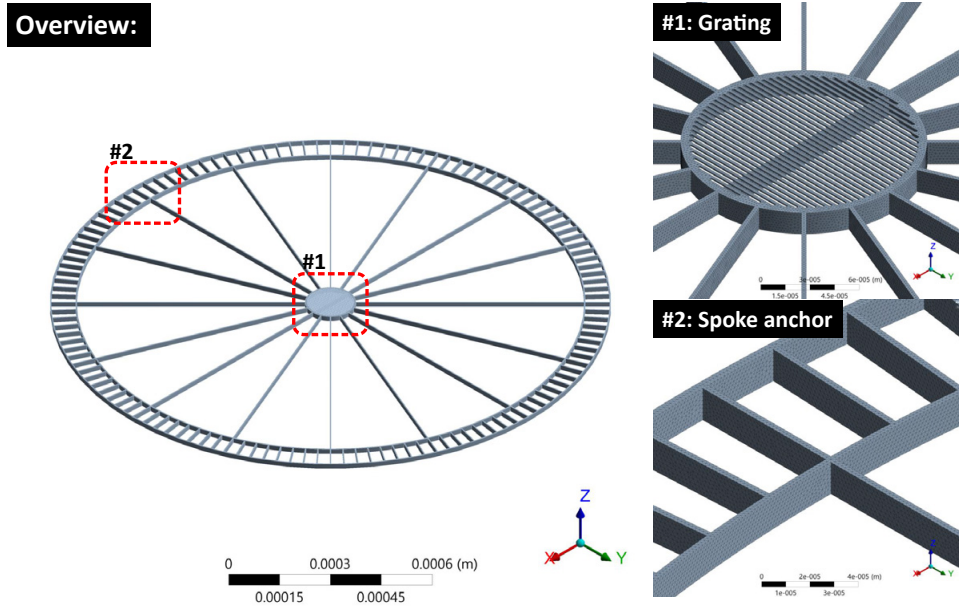 Overview:
#2
#1
Z
X
Y
0
0.0003
0.0006 (m)
0.00015
0.00045
#1: Grating
Z
X
Y
0
3e-005
6e-005 (m)
1.5e-005
4.5e-005
#2: Spoke anchor
Z
X
Y
0
2e-005
4e-005 (m)
1e-005
3e-005